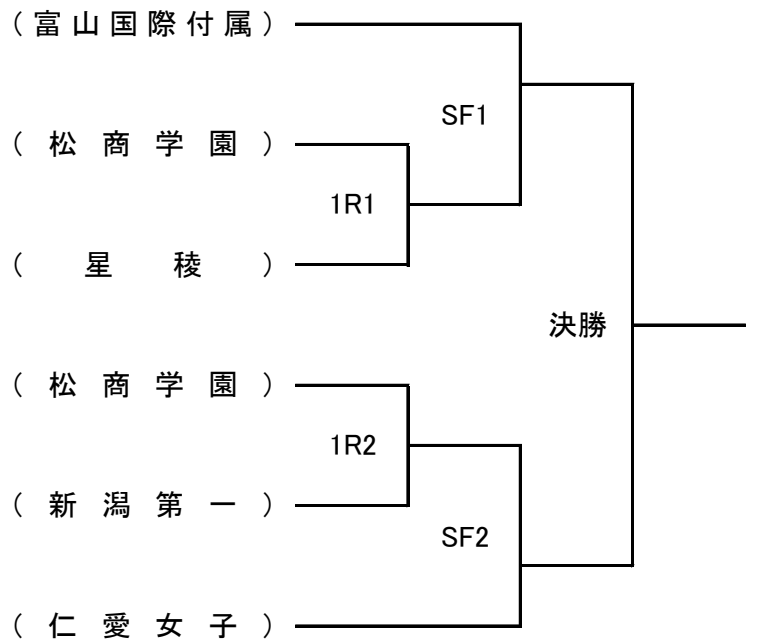 (富山国際付属)
SF1
(松商学園)
1R1
(星稜)
決勝
(松商学園)
1R2
(新潟第一)
SF2
(仁愛女子)